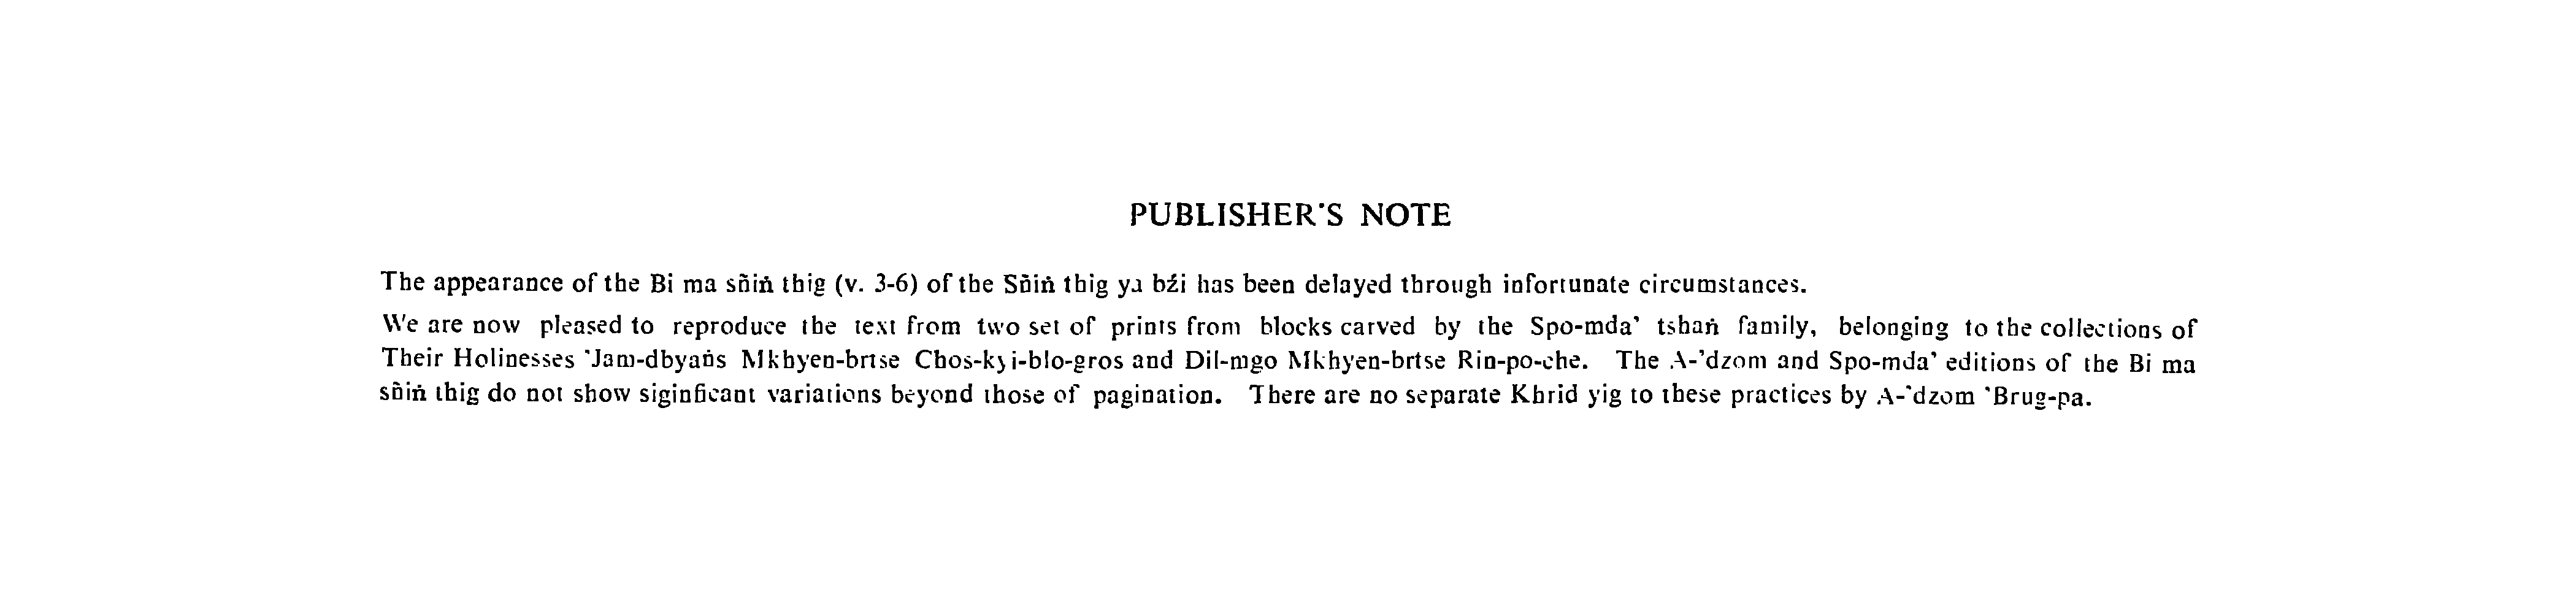 PUBLISHER'S NOTE
The appearance of the Bi ma sñiṅ thig (v. 3-6) of the Sñiṅ thig ya bźi has been delayed through infortunate circumstances.
We are now pleased to reproduce the text from two set of prints from blocks carved by the Spo-mda' tshaṅ family, belonging to the collections of
Their Holinesses 'Jam-dbyaṅs Mkhyen-brtse Chos-kyi-blo-gros and Dil-mgo Mkhyen-brtse Rin-po-che. The A-'dzom and Spo-mda' editions of the Bi ma
sñiṅ thig do not show siginficant variations beyond those of pagination. There are no separate Khrid yig to these practices by A-'dzom 'Brug-pa.